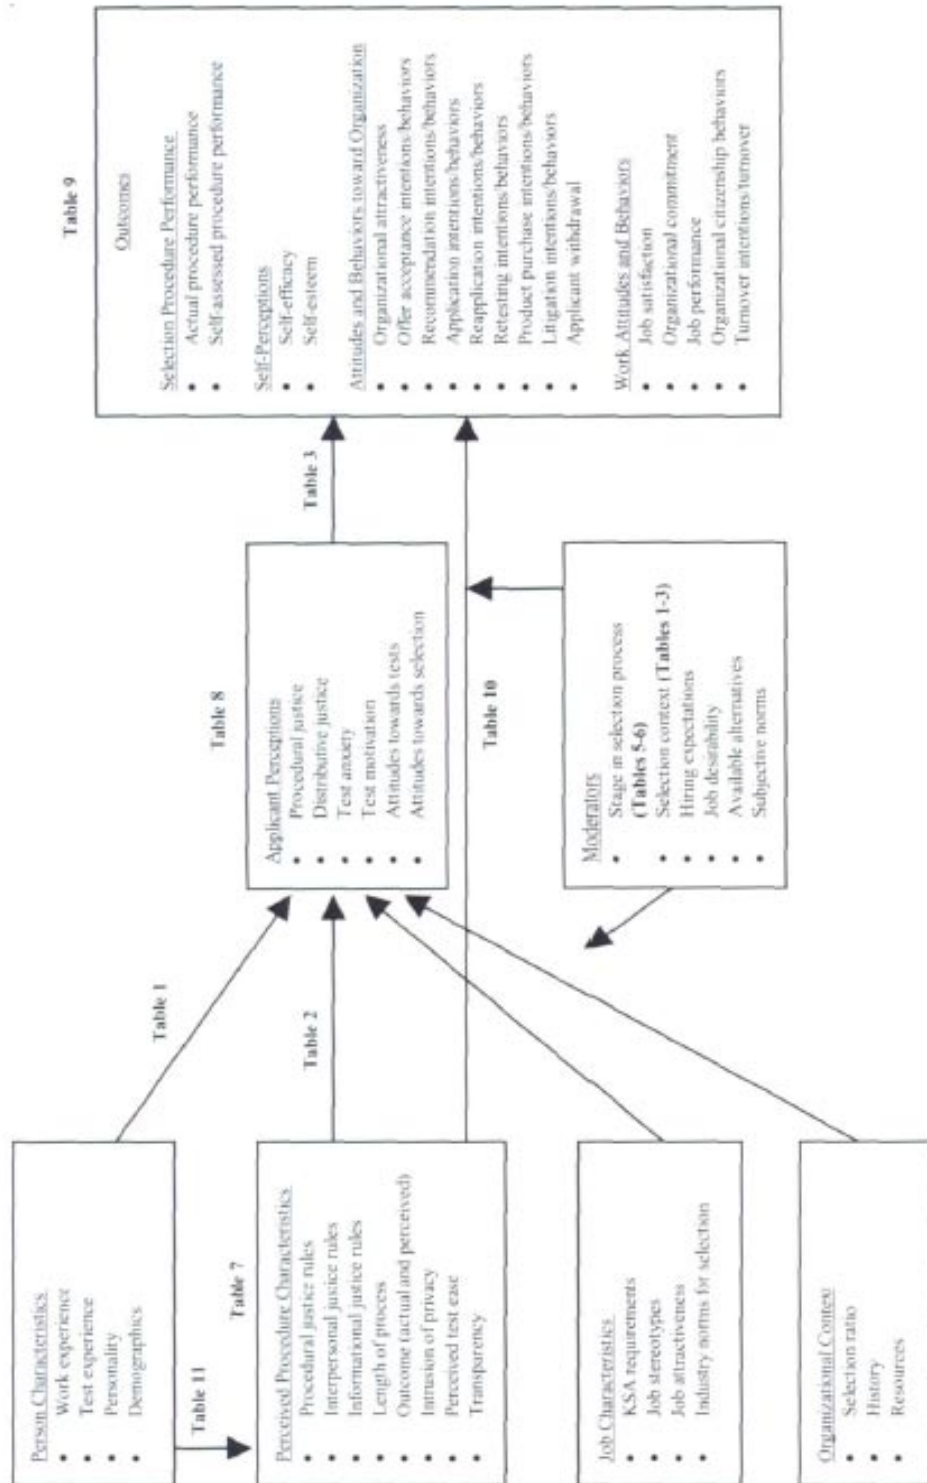 Person Characteristics
• Work experience
• Test experience
• Personality
• Demographics
Table 11
Table 7
Perceived Procedure Characteristics
• Procedural justice rules
• Interpersonal justice rules
• Informational justice rules
• Length of process
• Outcome (actual and perceived)
• Intrusion of privacy
• Perceived test ease
• Transparency
Job Characteristics
• KSA requirements
• Job stereotypes
• Job attractiveness
• Industry norms for selection
Organizational Context
• Selection ratio
• History
• Resources
Table 1
Table 2
Table 8
Applicant Perceptions
• Procedural justice
• Distributive justice
• Test anxiety
• Test motivation
• Attitudes towards tests
• Attitudes towards selection
Table 10
Moderators
• Stage in selection process
(Tables 5-6)
• Selection context (Tables 1-3)
• Hiring expectations
• Job desirability
• Available alternatives
• Subjective norms
Table 3
Table 9
Outcomes
Selection Procedure Performance
• Actual procedure performance
• Self-assessed procedure performance
Self-Perceptions
• Self-efficacy
• Self-esteem
Attitudes and Behaviors toward Organization
• Organizational attractiveness
• Offer acceptance intentions/behaviors
• Recommendation intentions/behaviors
• Application intentions/behaviors
• Reapplication intentions/behaviors
• Retesting intentions/behaviors
• Product purchase intentions/behaviors
• Litigation intentions/behaviors
• Applicant withdrawal
Work Attitudes and Behaviors
• Job satisfaction
• Organizational commitment
• Job performance
• Organizational citizenship behaviors
• Turnover intentions/turnover